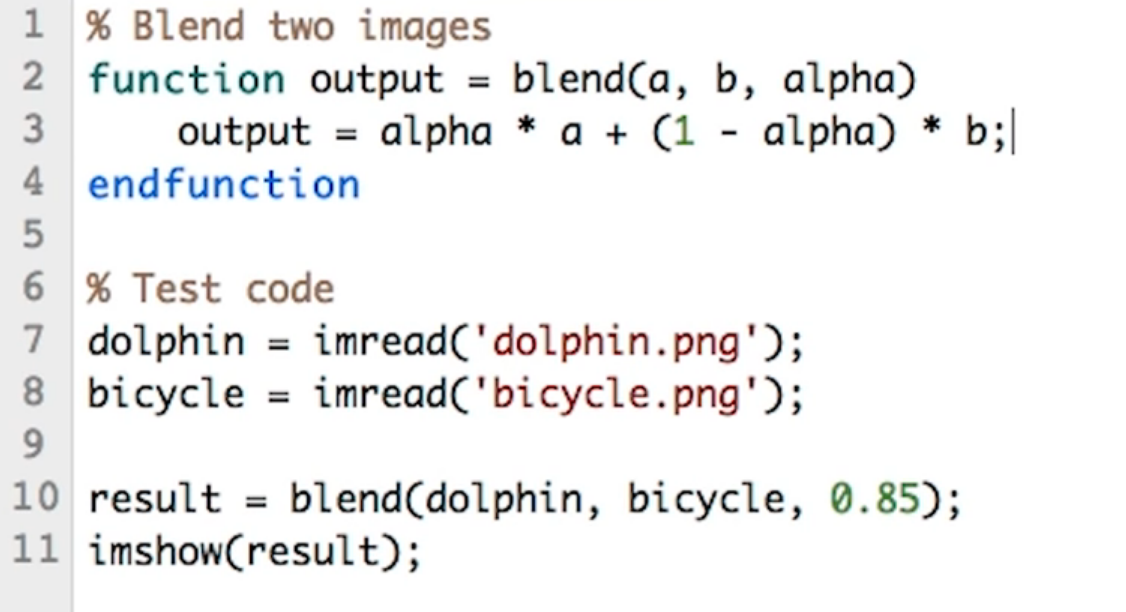 1 % Blend two images
2 function output = blend(a, b, alpha)
3     output = alpha * a + (1 - alpha) * b;
4 endfunction
5
6 % Test code
7 dolphin = imread('dolphin.png');
8 bicycle = imread('bicycle.png');
9
10 result = blend(dolphin, bicycle, 0.85);
11 imshow(result);